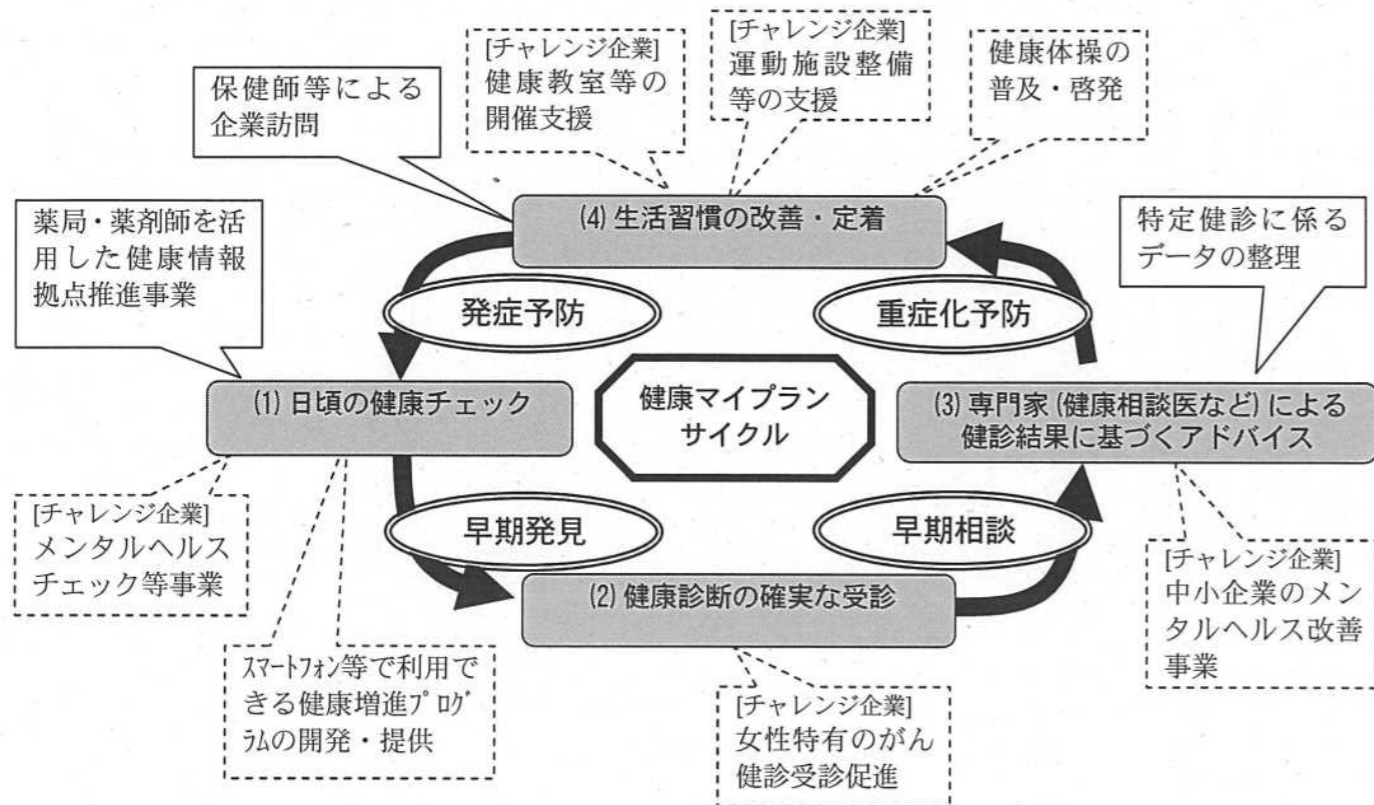 [チャレンジ企業]
健康教室等の
開催支援
[チャレンジ企業]
運動施設整備
等の支援
健康体操の
普及・啓発
保健師等による
企業訪問
薬局・薬剤師を活
用した健康情報
拠点推進事業
(4) 生活習慣の改善・定着
特定健診に係る
データの整理
発症予防
重症化予防
(1) 日頃の健康チェック
健康マイプラン
サイクル
(3) 専門家(健康相談医など)による
健診結果に基づくアドバイス
早期発見
早期相談
[チャレンジ企業]
メンタルヘルス
チェック等事業
(2) 健康診断の確実な受診
[チャレンジ企業]
中小企業のメン
タルヘルス改善
事業
ｽﾏｰﾄﾌｫﾝ等で利用で
きる健康増進ﾌﾟﾛｸﾞ
ﾗﾑの開発・提供
[チャレンジ企業]
女性特有のがん
健診受診促進